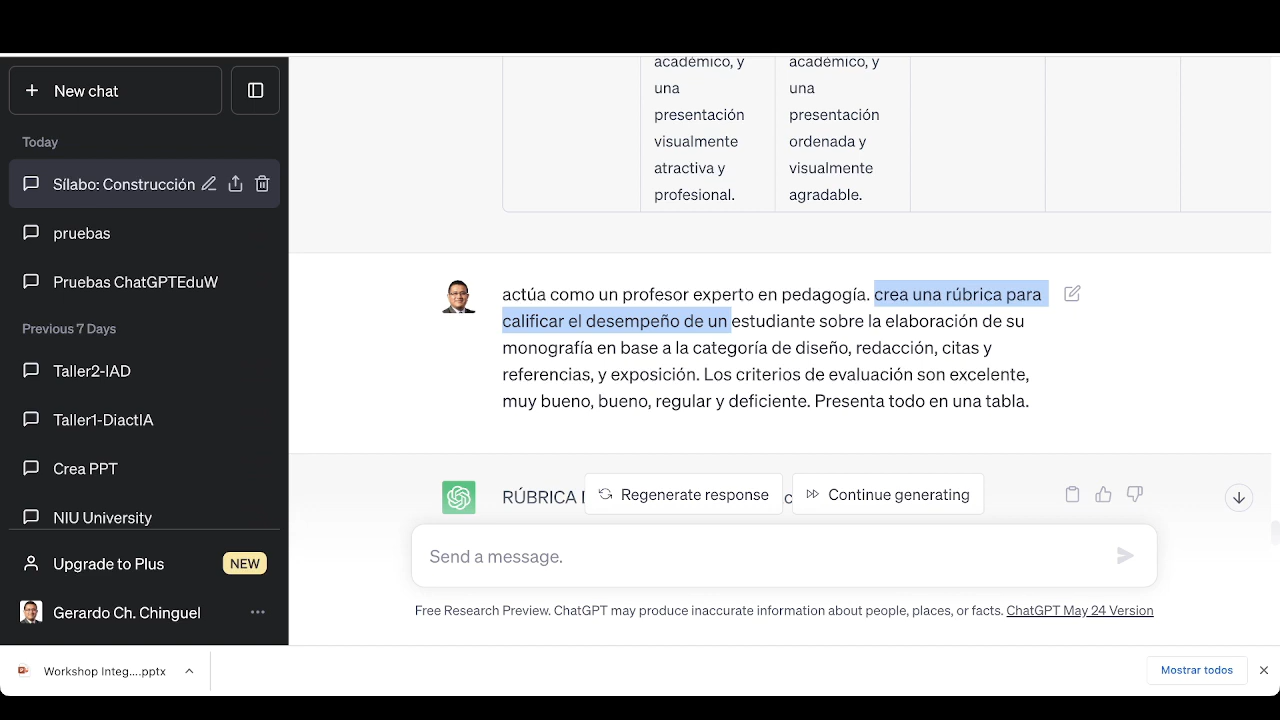 New chat
Today
Sílabo: Construcción
pruebas
Pruebas ChatGPTEduW
Previous 7 Days
Taller2-IAD
Taller1-DiactIA
Crea PPT
NIU University
Upgrade to Plus
NEW
Gerardo Ch. Chinguel
académico, y
una
presentación
visualmente
atractiva y
profesional.
académico, y
una
presentación
ordenada y
visualmente
agradable.
actúa como un profesor experto en pedagogía. crea una rúbrica para
calificar el desempeño de un estudiante sobre la elaboración de su
monografía en base a la categoría de diseño, redacción, citas y
referencias, y exposición. Los criterios de evaluación son excelente,
muy bueno, bueno, regular y deficiente. Presenta todo en una tabla.
RÚBRICA
Regenerate response
Continue generating
Send a message.
Free Research Preview. ChatGPT may produce inaccurate information about people, places, or facts. ChatGPT May 24 Version
Workshop Integ....pptx
Mostrar todos